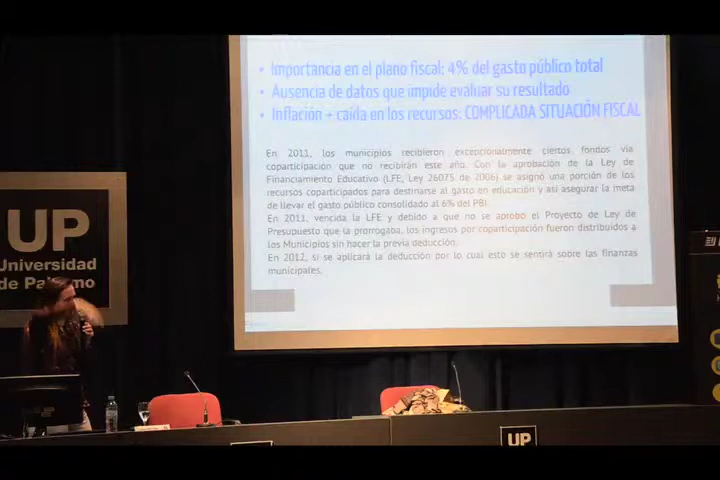 • Importancia en el plano fiscal: 4% del gasto público total
• Ausencia de datos que impide evaluar su resultado
• Inflación + caída en los recursos: COMPLICADA SITUACIÓN FISCAL
En 2011, los municipios recibieron excepcionalmente ciertos fondos vía
coparticipación que no recibirán este año. Con la aprobación de la Ley de
Financiamiento Educativo (LFE, Ley 26075 de 2006) se asignó una porción de los
recursos coparticipados para destinarse al gasto en educación y así asegurar la meta
de llevar el gasto público consolidado al 6% del PBI.
En 2011, vencida la LFE y debido a que no se aprobó el Proyecto de Ley de
Presupuesto que la prorrogaba, los ingresos por coparticipación fueron distribuidos a
los Municipios sin hacer la previa deducción.
En 2012, si se aplicará la deducción por lo cual esto se sentirá sobre las finanzas
municipales.
UP
Universidad
de Palermo
UP